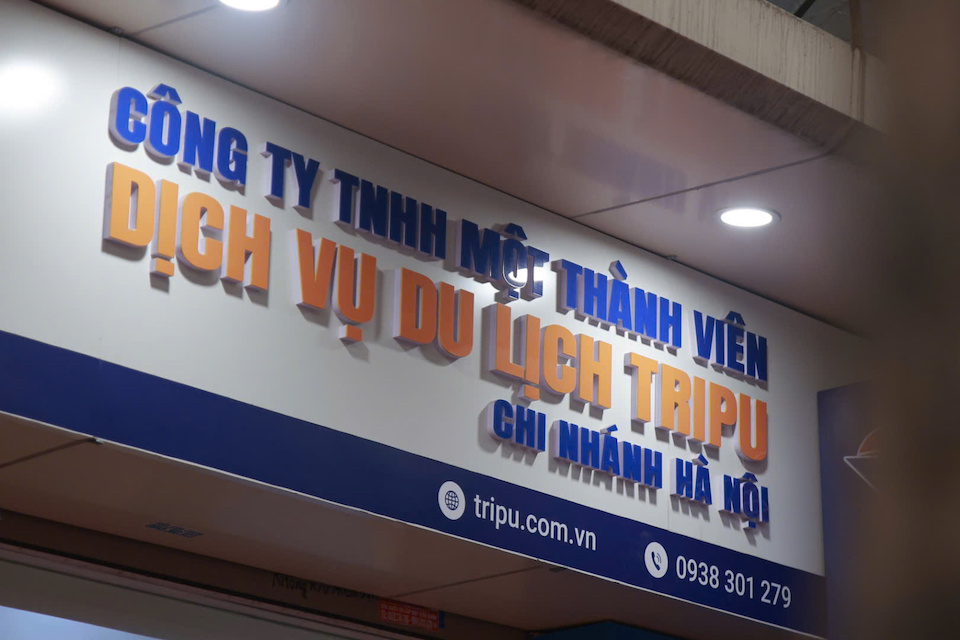 CÔNG TY TNHH MỘT THÀNH VIÊN
DỊCH VỤ DU LỊCH TRIPU
CHI NHÁNH HÀ NỘI
tripu.com.vn
0938 301 279